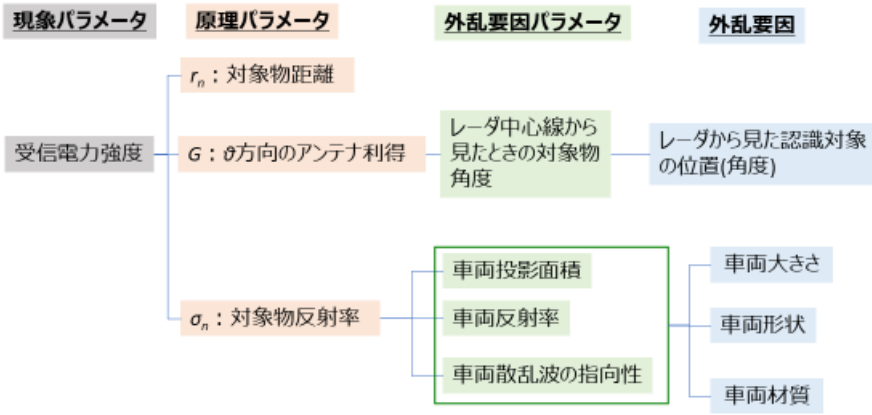 現象パラメータ
原理パラメータ
外乱要因パラメータ
外乱要因
rn：対象物距離
受信電力強度
G：θ方向のアンテナ利得
レーダ中心線から
見たときの対象物
角度
レーダから見た認識対象
の位置(角度)
σn：対象物反射率
車両投影面積
車両反射率
車両散乱波の指向性
車両大きさ
車両形状
車両材質